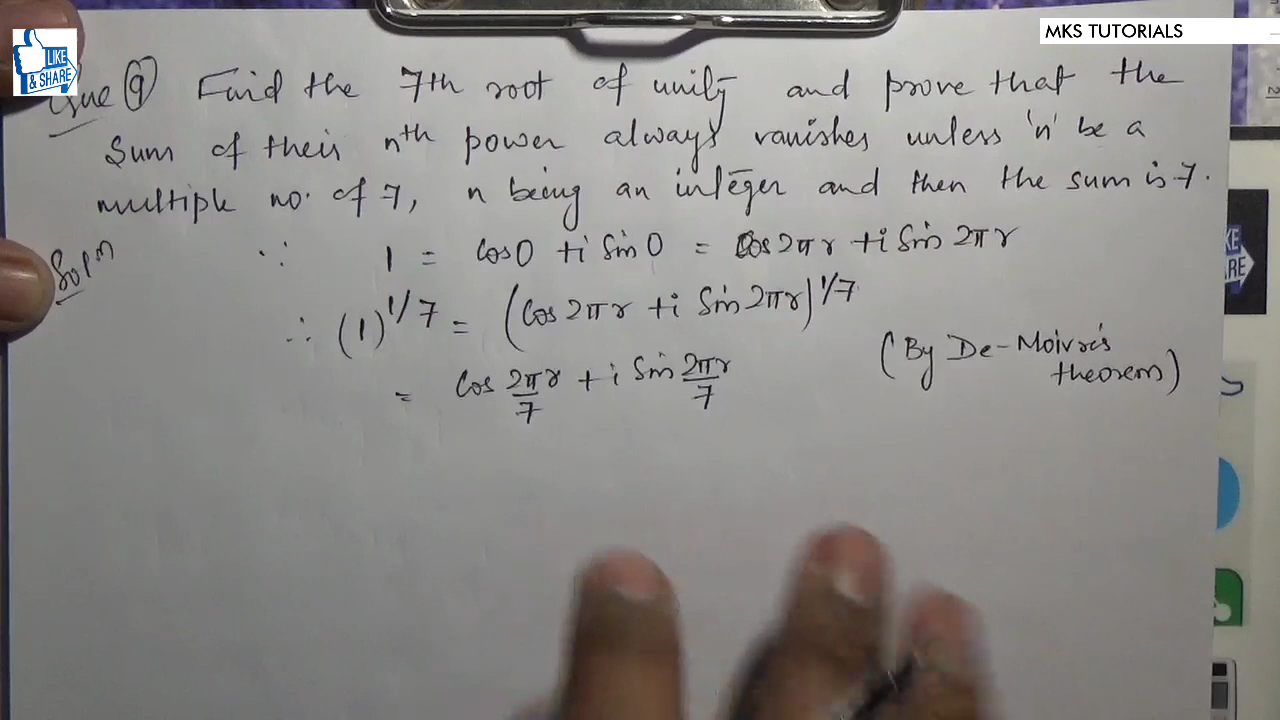 MKS TUTORIALS
LIKE
& SHARE
Que 9 Find the 7th root of unity and prove that the
Sum of their nth power always vanishes unless 'n' be a
multiple no. of 7, n being an integer and then the sum is 7.
Solⁿ ∵ 1 = Cos0 + i Sin0 = Cos2πr + i Sin 2πr
∴ (1)^1/7 = (Cos 2πr + i Sin 2πr)^1/7
(By De-Moivre's
theorem)
= Cos 2πr/7 + i Sin 2πr/7